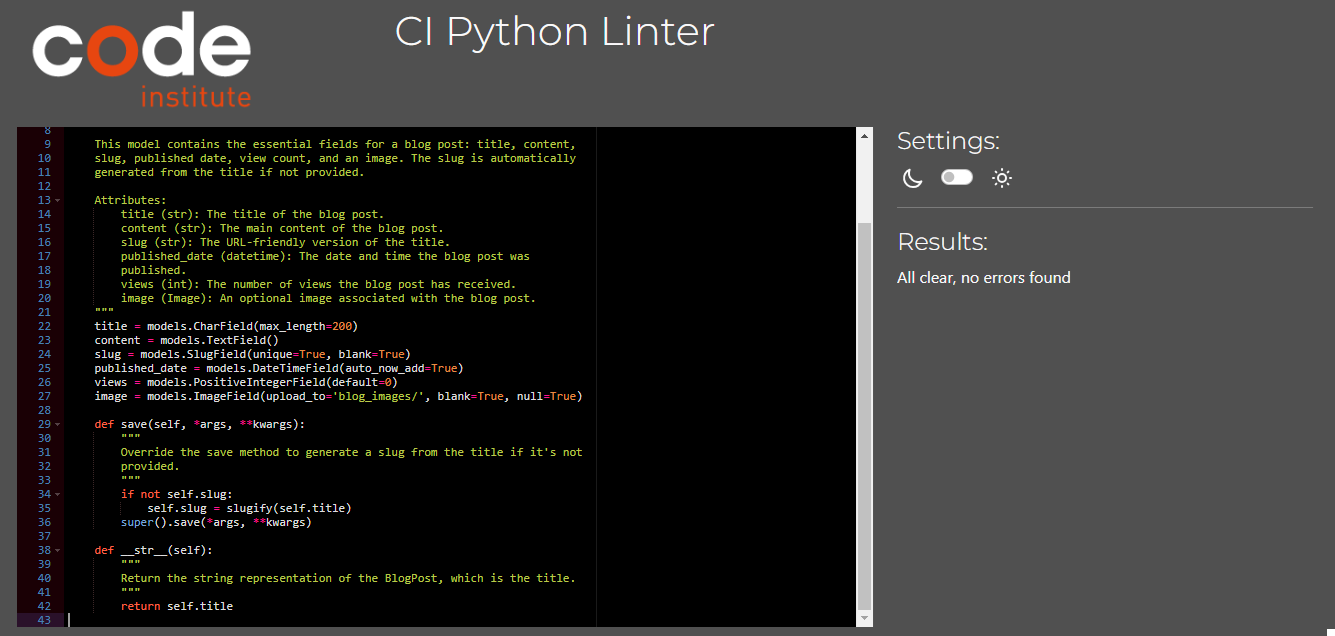 code
institute
CI Python Linter
8
9 This model contains the essential fields for a blog post: title, content,
10 slug, published date, view count, and an image. The slug is automatically
11 generated from the title if not provided.
12
13 Attributes:
14 title (str): The title of the blog post.
15 content (str): The main content of the blog post.
16 slug (str): The URL-friendly version of the title.
17 published_date (datetime): The date and time the blog post was
18 published.
19 views (int): The number of views the blog post has received.
20 image (Image): An optional image associated with the blog post.
21 """
22 title = models.CharField(max_length=200)
23 content = models.TextField()
24 slug = models.SlugField(unique=True, blank=True)
25 published_date = models.DateTimeField(auto_now_add=True)
26 views = models.PositiveIntegerField(default=0)
27 image = models.ImageField(upload_to='blog_images/', blank=True, null=True)
28
29 def save(self, *args, **kwargs):
30 """
31 Override the save method to generate a slug from the title if it's not
32 provided.
33 """
34 if not self.slug:
35 self.slug = slugify(self.title)
36 super().save(*args, **kwargs)
37
38 def __str__(self):
39 """
40 Return the string representation of the BlogPost, which is the title.
41 """
42 return self.title
43
Settings:
Results:
All clear, no errors found